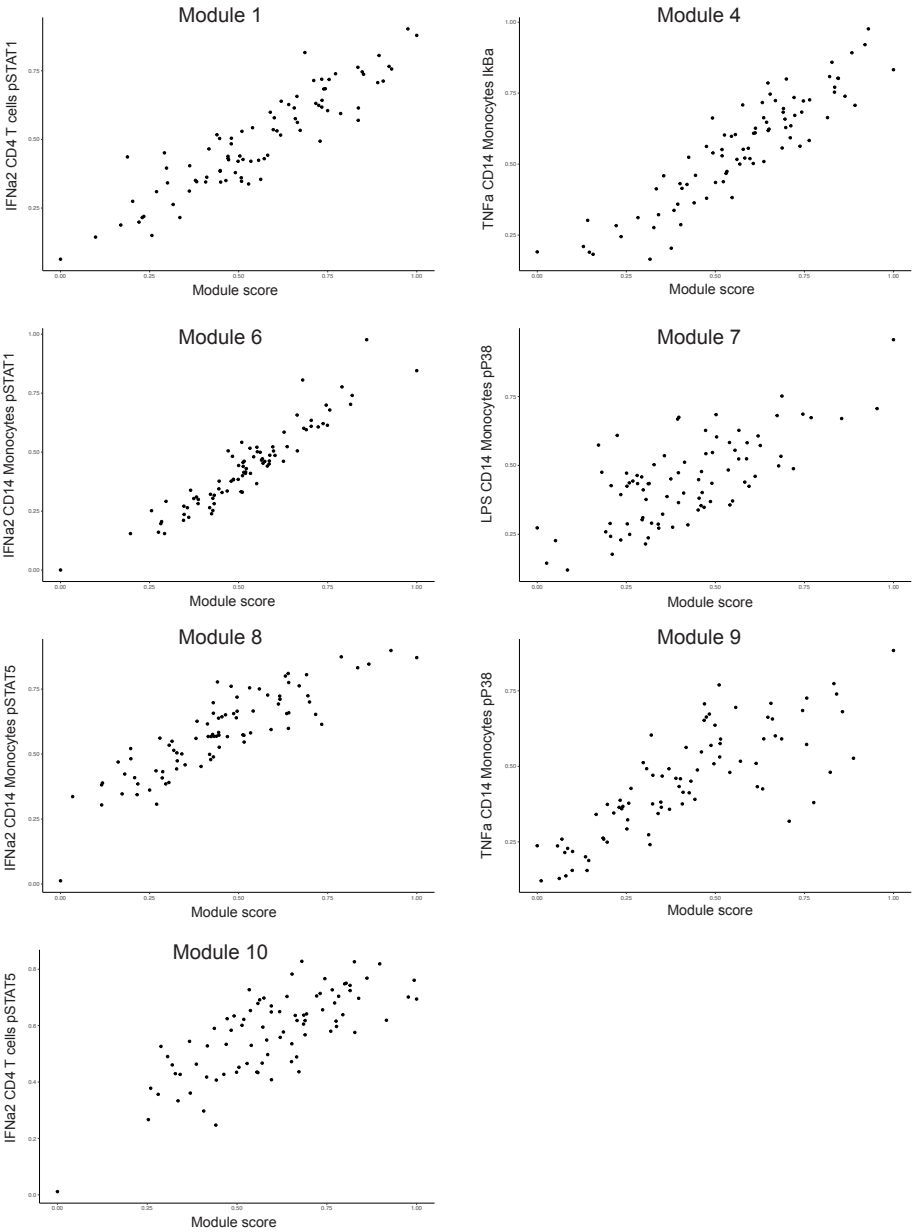 Module 1
IFNa2 CD4 T cells pSTAT1
0.75
0.50
0.25
0.00 0.25 0.50 0.75 1.00
Module score
Module 4
TNFa CD14 Monocytes IkBa
1.00
0.75
0.50
0.25
0.00 0.25 0.50 0.75 1.00
Module score
Module 6
IFNa2 CD14 Monocytes pSTAT1
1.00
0.75
0.50
0.25
0.00
0.00 0.25 0.50 0.75 1.00
Module score
Module 7
LPS CD14 Monocytes pP38
0.75
0.50
0.25
0.00 0.25 0.50 0.75 1.00
Module score
Module 8
IFNa2 CD14 Monocytes pSTAT5
0.75
0.50
0.25
0.00
0.00 0.25 0.50 0.75 1.00
Module score
Module 9
TNFa CD14 Monocytes pP38
0.75
0.50
0.25
0.00 0.25 0.50 0.75 1.00
Module score
Module 10
IFNa2 CD4 T cells pSTAT5
0.8
0.6
0.4
0.2
0.0
0.00 0.25 0.50 0.75 1.00
Module score